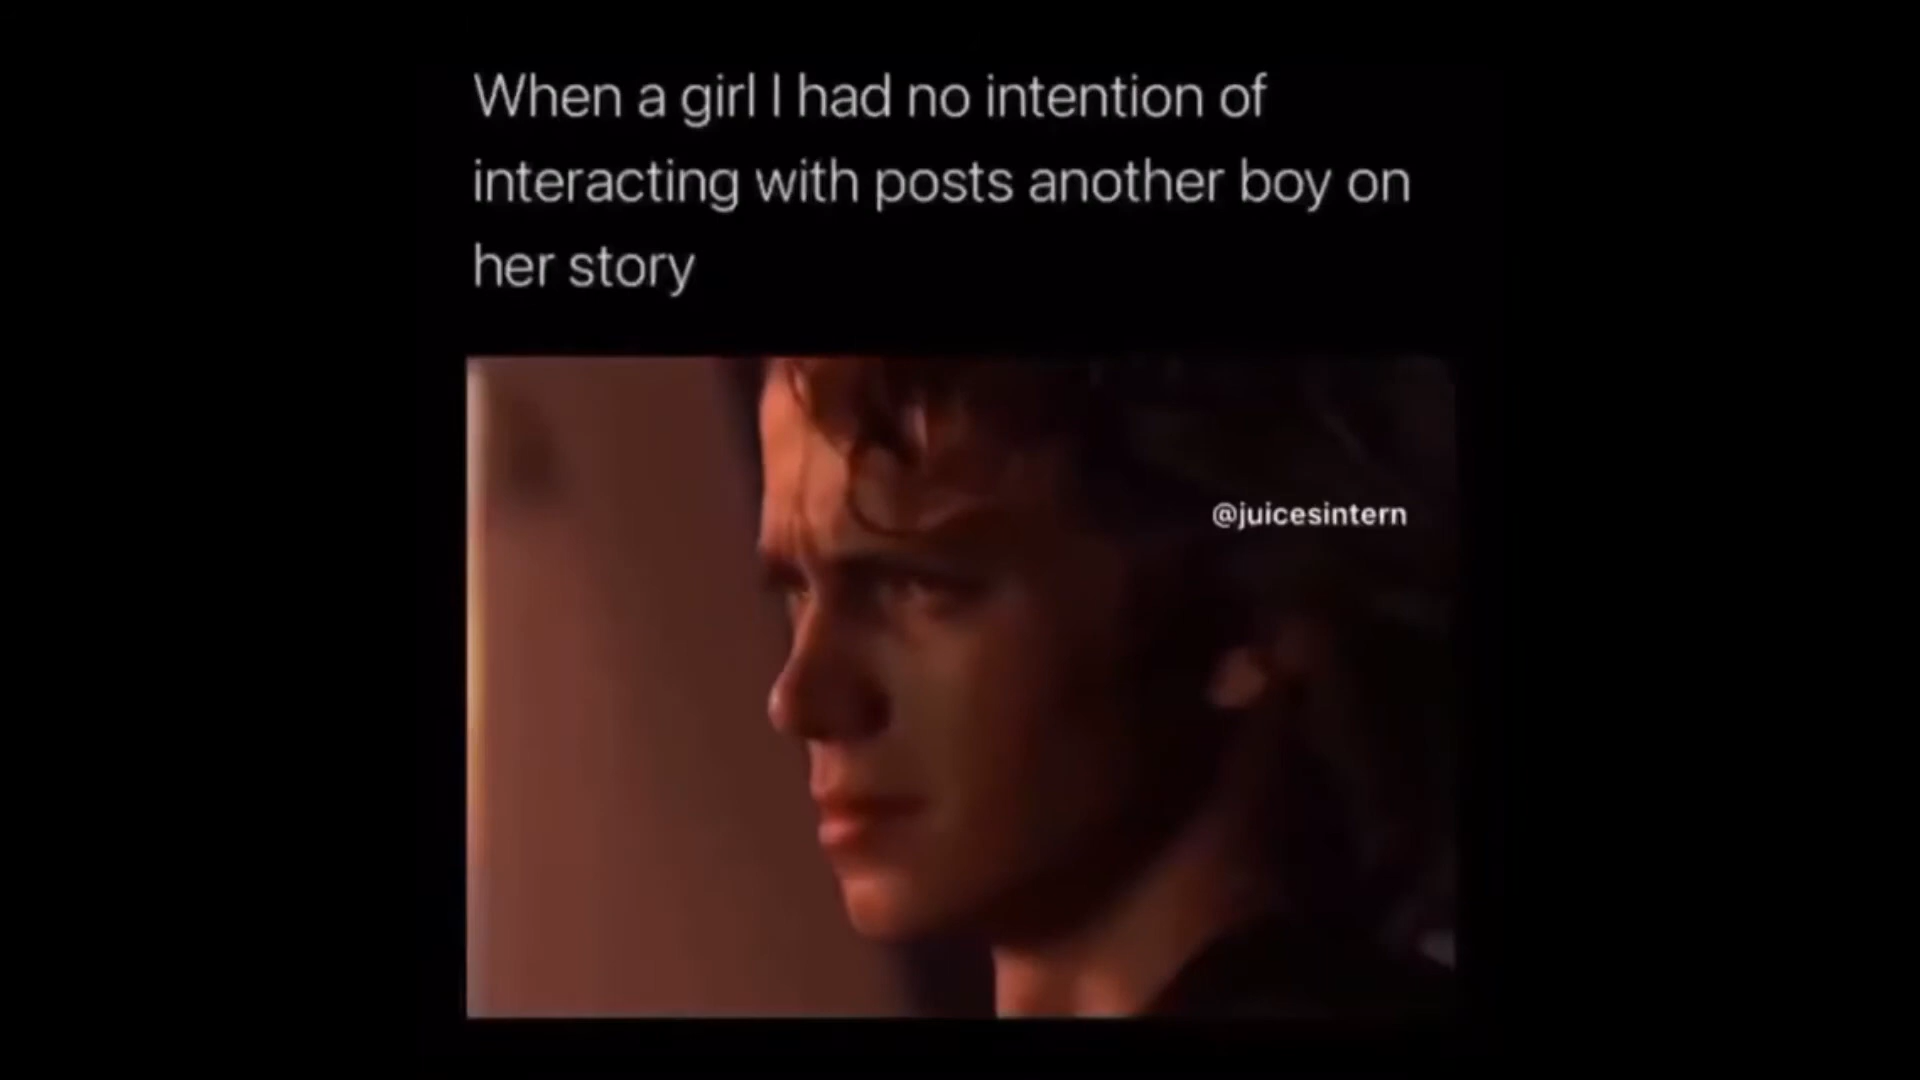 When a girl I had no intention of
interacting with posts another boy on
her story
@juicesintern